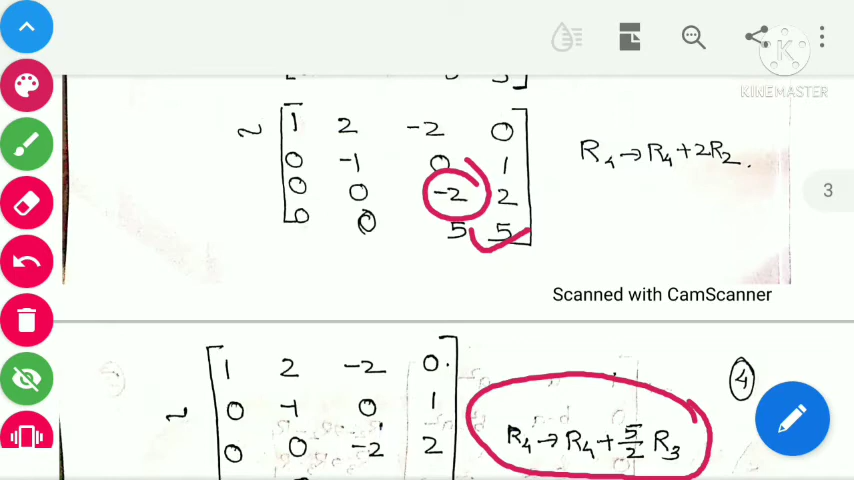 KINEMASTER
~ [ 1 2 -2 0
0 -1 0 1 R₄→R₄+2R₂.
0 0 -2 2
0 0 5 5 ]
3
Scanned with CamScanner
~ [ 1 2 -2 0.
0 -1 0 1
0 0 -2 2 ]
R₄→R₄+5/2 R₃
4